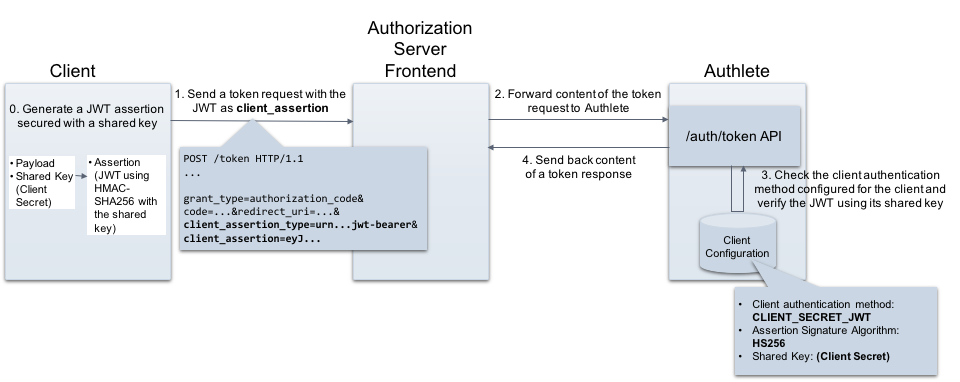 Authorization
Server
Frontend
Client
Authlete
0. Generate a JWT assertion
secured with a shared key
• Payload
• Shared Key
(Client
Secret)
• Assertion
(JWT using
HMAC-
SHA256 with
the shared
key)
1. Send a token request with the
JWT as client_assertion
POST /token HTTP/1.1
...
grant_type=authorization_code&
code=...&redirect_uri=...&
client_assertion_type=urn...jwt-bearer&
client_assertion=eyJ...
2. Forward content of the token
request to Authlete
4. Send back content
of a token response
/auth/token API
3. Check the client authentication
method configured for the client and
verify the JWT using its shared key
Client
Configuration
• Client authentication method:
CLIENT_SECRET_JWT
• Assertion Signature Algorithm:
HS256
• Shared Key: (Client Secret)